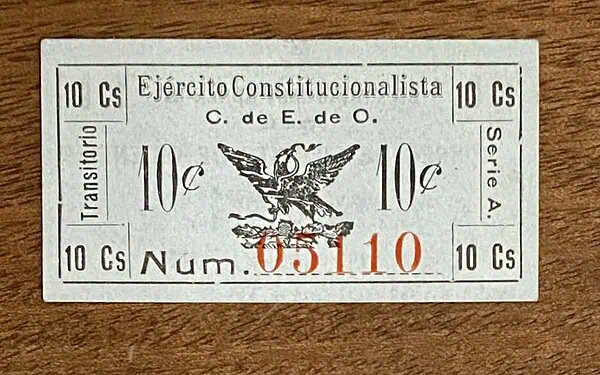 10 Cs Ejército Constitucionalista 10 Cs
C. de E. de O.
Transitorio 10¢ 10¢ Serie A.
10 Cs Num. 05110 10 Cs